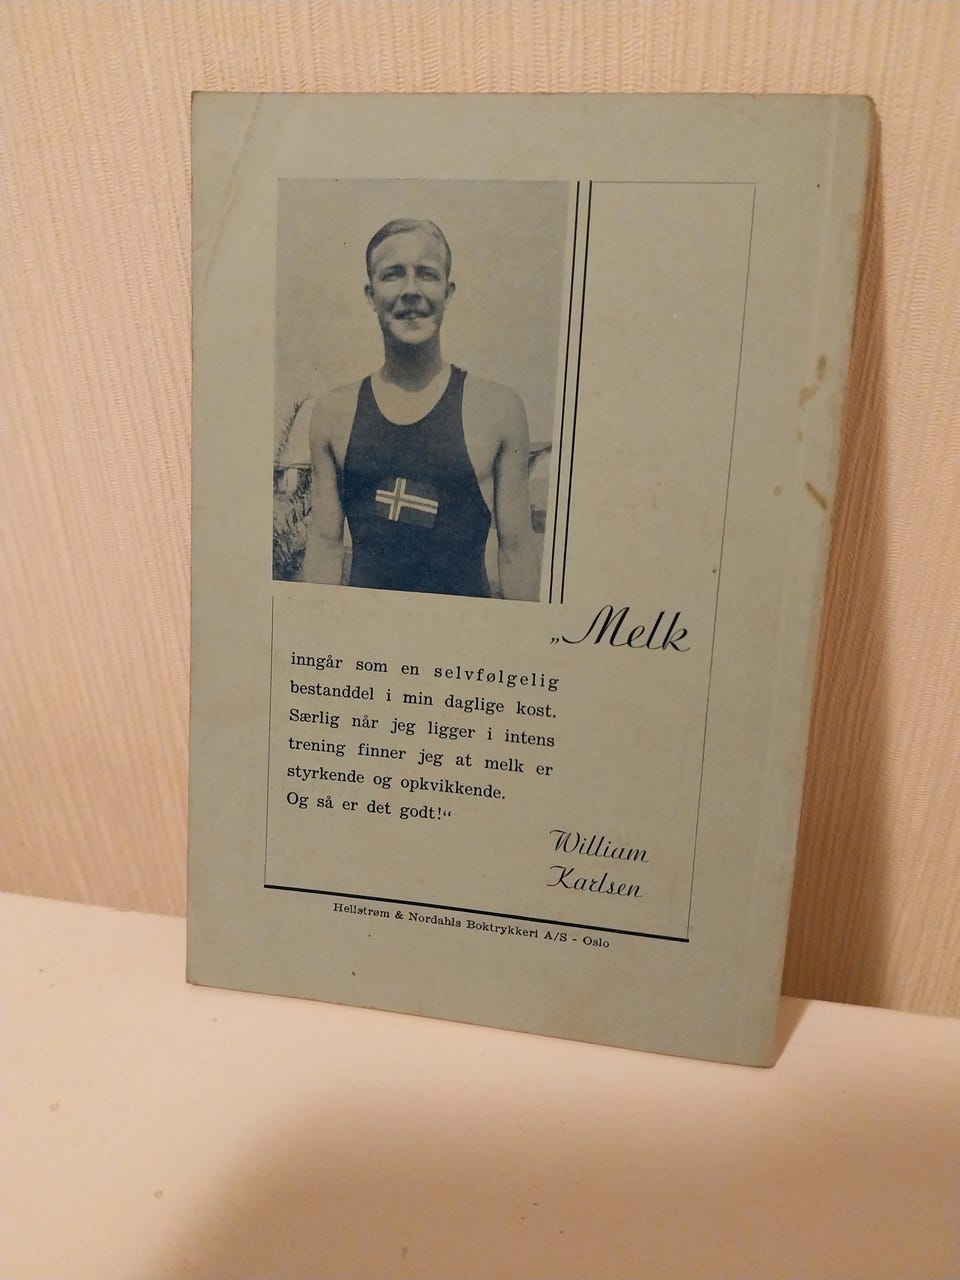 „Melk
inngår som en selvfølgelig
bestanddel i min daglige kost.
Særlig når jeg ligger i intens
trening finner jeg at melk er
styrkende og opkvikkende.
Og så er det godt!“
William
Karlsen
Hellstrøm & Nordahls Boktrykkeri A/S - Oslo